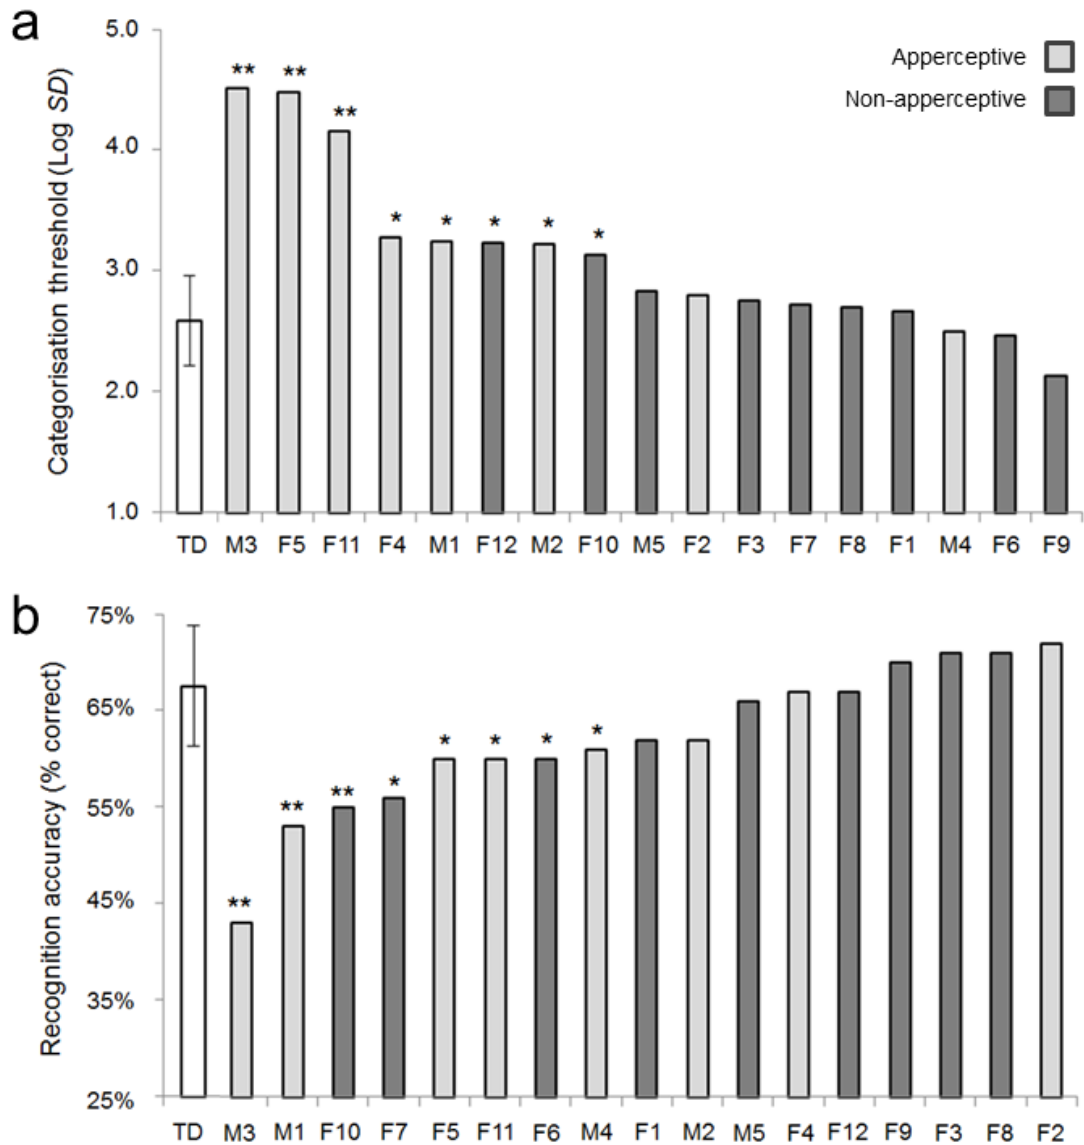 a
Categorisation threshold (Log SD)
5.0
4.0
3.0
2.0
1.0
Apperceptive
Non-apperceptive
** ** ** * * * * *
TD M3 F5 F11 F4 M1 F12 M2 F10 M5 F2 F3 F7 F8 F1 M4 F6 F9
b
Recognition accuracy (% correct)
75%
65%
55%
45%
35%
25%
** ** ** * * * * *
TD M3 M1 F10 F7 F5 F11 F6 M4 F1 M2 M5 F4 F12 F9 F3 F8 F2